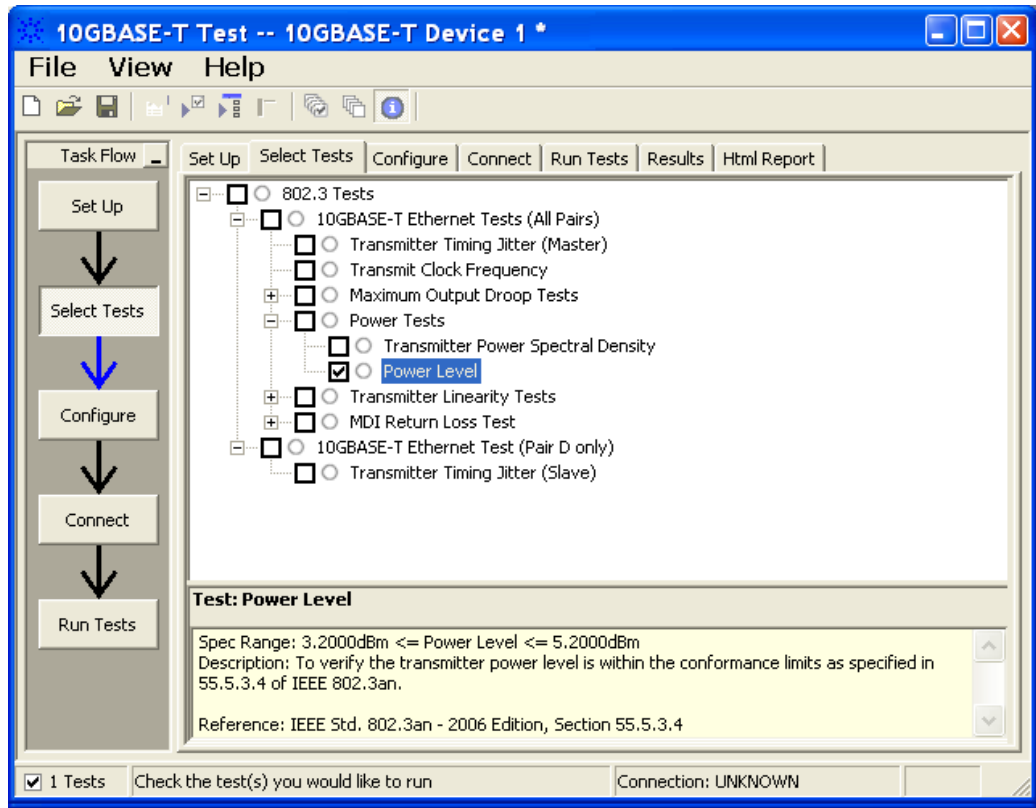 10GBASE-T Test -- 10GBASE-T Device 1 *
File View Help
Task Flow
Set Up
Select Tests
Configure
Connect
Run Tests
Set Up Select Tests Configure Connect Run Tests Results Html Report
802.3 Tests
10GBASE-T Ethernet Tests (All Pairs)
Transmitter Timing Jitter (Master)
Transmit Clock Frequency
Maximum Output Droop Tests
Power Tests
Transmitter Power Spectral Density
Power Level
Transmitter Linearity Tests
MDI Return Loss Test
10GBASE-T Ethernet Test (Pair D only)
Transmitter Timing Jitter (Slave)
Test: Power Level
Spec Range: 3.2000dBm <= Power Level <= 5.2000dBm
Description: To verify the transmitter power level is within the conformance limits as specified in
55.5.3.4 of IEEE 802.3an.
Reference: IEEE Std. 802.3an - 2006 Edition, Section 55.5.3.4
1 Tests Check the test(s) you would like to run Connection: UNKNOWN